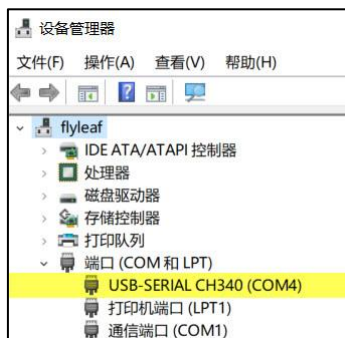 设备管理器
文件(F) 操作(A) 查看(V) 帮助(H)
flyleaf
IDE ATA/ATAPI 控制器
处理器
磁盘驱动器
存储控制器
打印队列
端口 (COM 和 LPT)
USB-SERIAL CH340 (COM4)
打印机端口 (LPT1)
通信端口 (COM1)